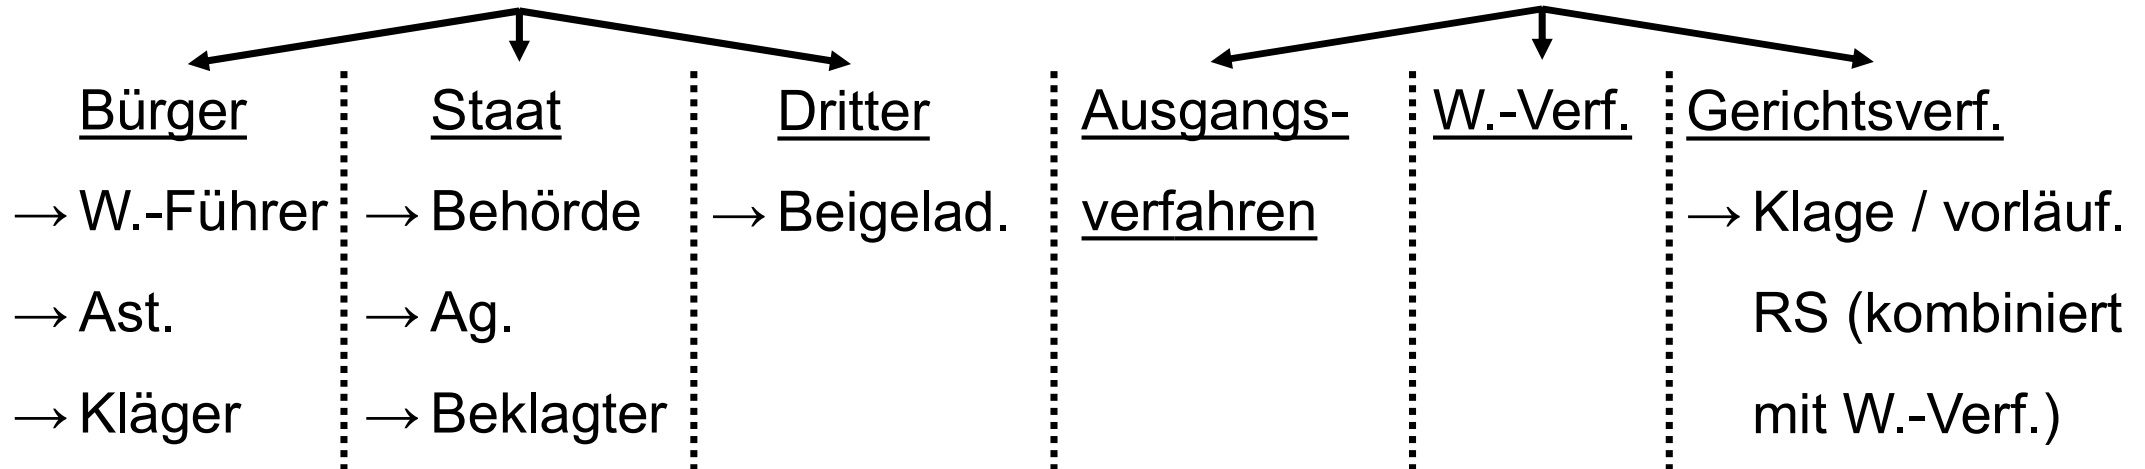 Bürger
→ W.-Führer
→ Ast.
→ Kläger
Staat
→ Behörde
→ Ag.
→ Beklagter
Dritter
→ Beigelad.
Ausgangs-
verfahren
W.-Verf.
Gerichtsverf.
→ Klage / vorläuf.
RS (kombiniert
mit W.-Verf.)